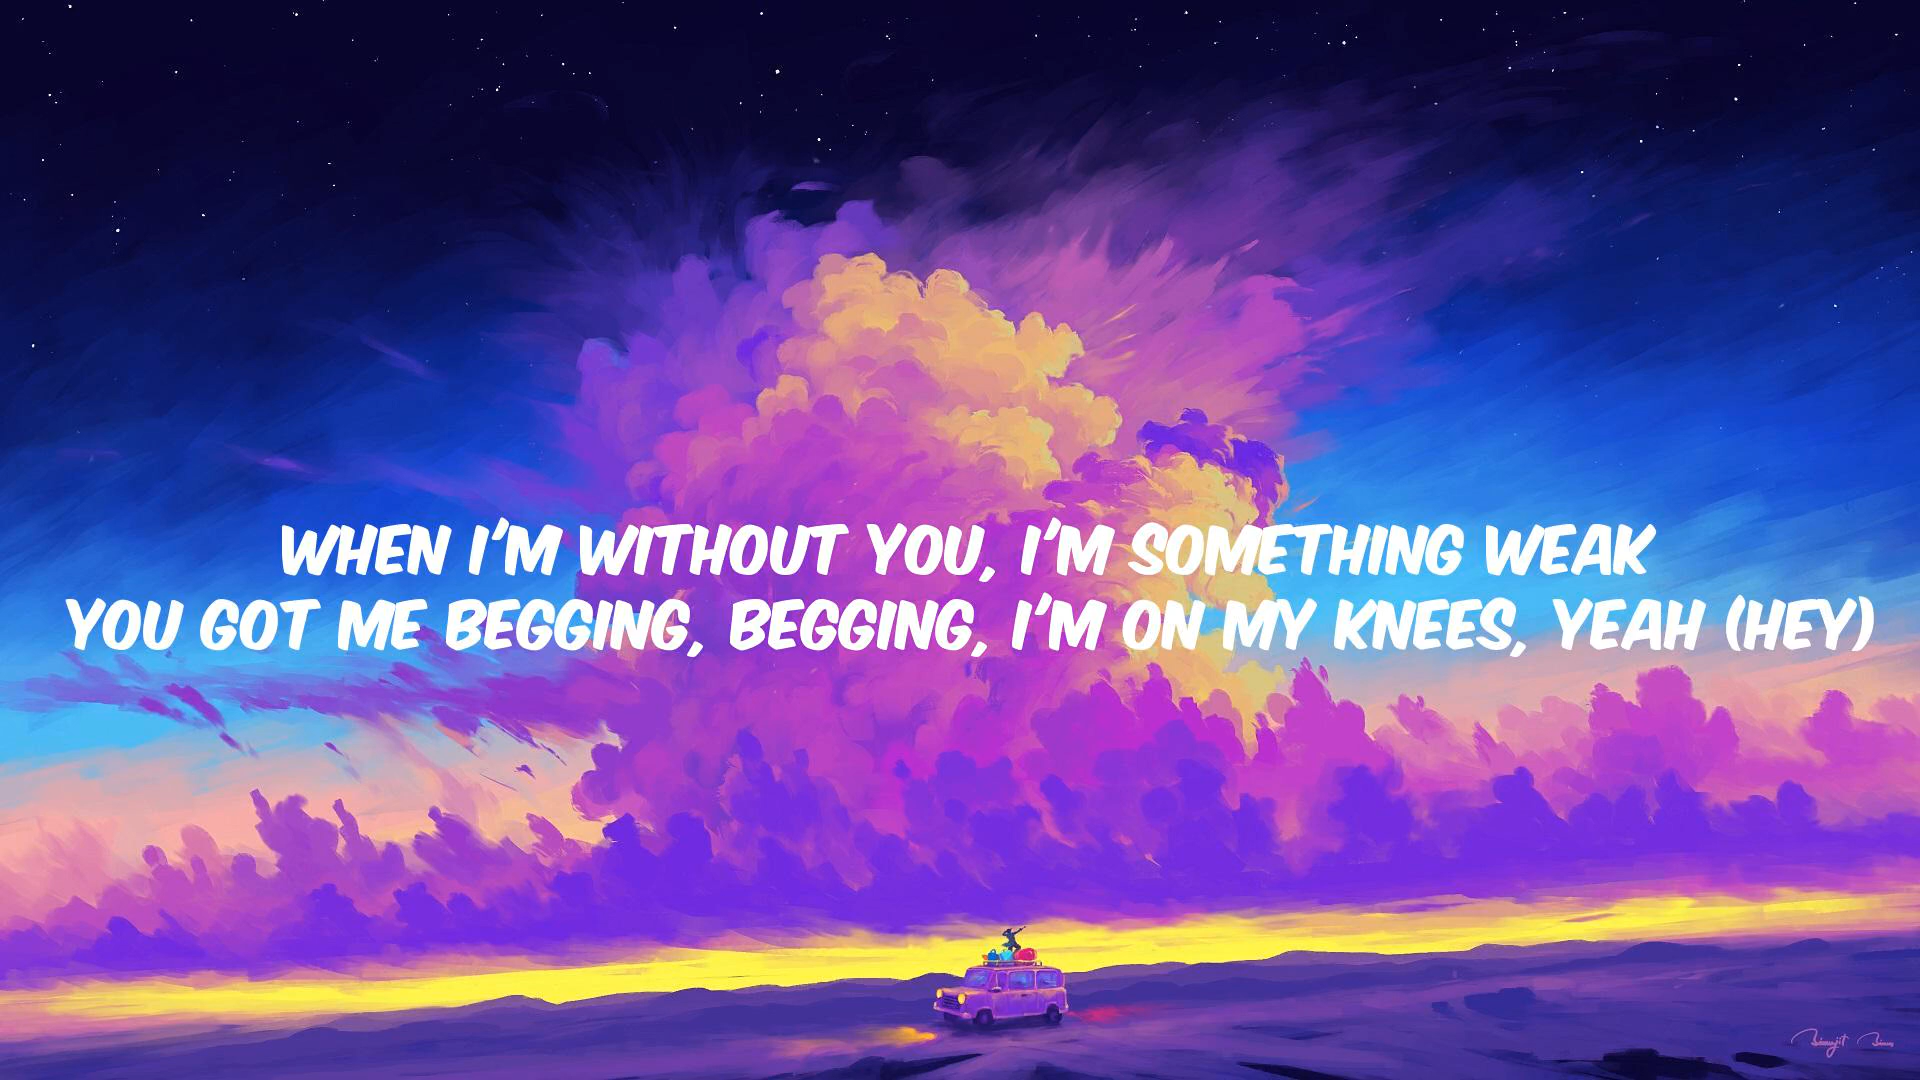 WHEN I'M WITHOUT YOU, I'M SOMETHING WEAK
YOU GOT ME BEGGING, BEGGING, I'M ON MY KNEES, YEAH (HEY)